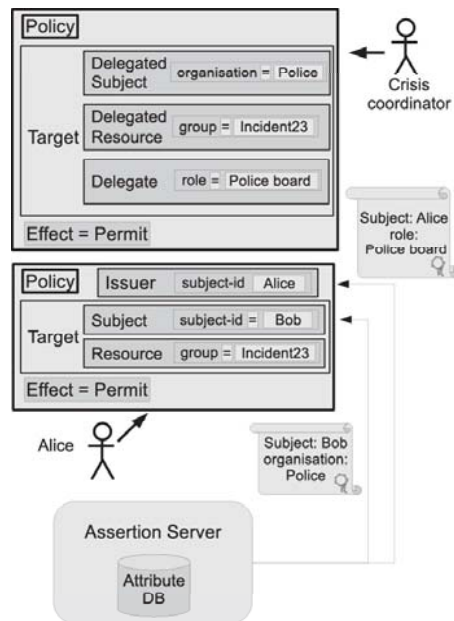 Policy
Delegated Subject organisation = Police
Delegated Resource group = Incident23
Target
Delegate role = Police board
Effect = Permit
Crisis
coordinator
Subject: Alice
role:
Police board
Policy
Issuer subject-id Alice
Target
Subject subject-id = Bob
Resource group = Incident23
Effect = Permit
Alice
Subject: Bob
organisation:
Police
Assertion Server
Attribute
DB